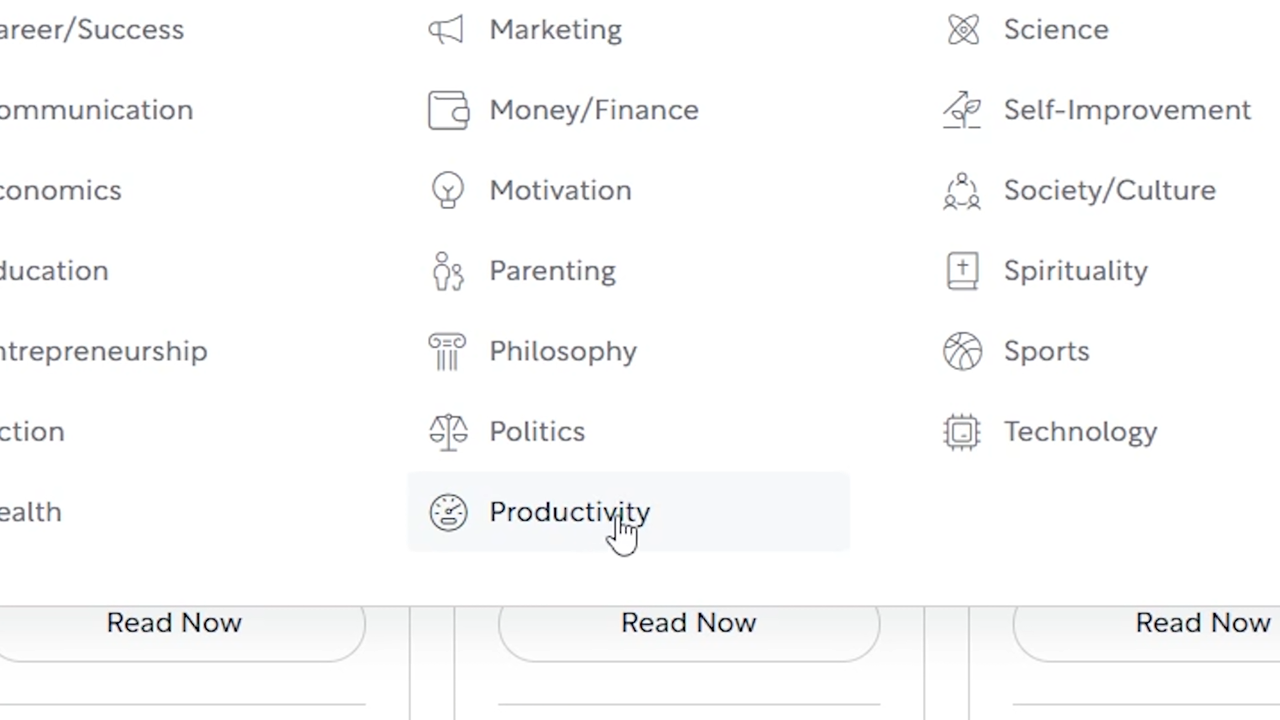 areer/Success
Marketing
Science
ommunication
Money/Finance
Self-Improvement
conomics
Motivation
Society/Culture
ducation
Parenting
Spirituality
ntrepreneurship
Philosophy
Sports
ction
Politics
Technology
ealth
Productivity
Read Now
Read Now
Read Now